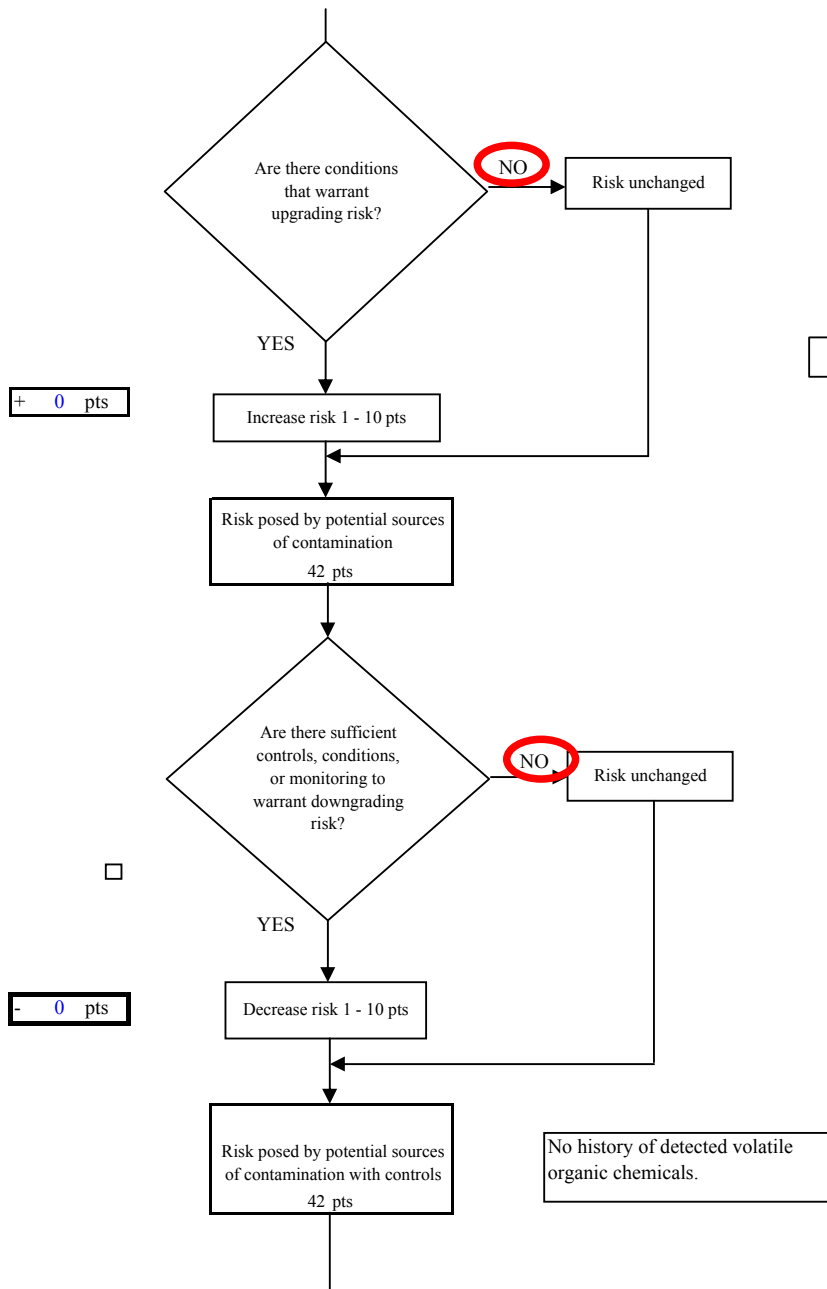 Are there conditions
that warrant
upgrading risk?
NO
Risk unchanged
YES
+ 0 pts
Increase risk 1 - 10 pts
Risk posed by potential sources
of contamination
42 pts
Are there sufficient
controls, conditions,
or monitoring to
warrant downgrading
risk?
NO
Risk unchanged
YES
- 0 pts
Decrease risk 1 - 10 pts
Risk posed by potential sources
of contamination with controls
42 pts
No history of detected volatile
organic chemicals.